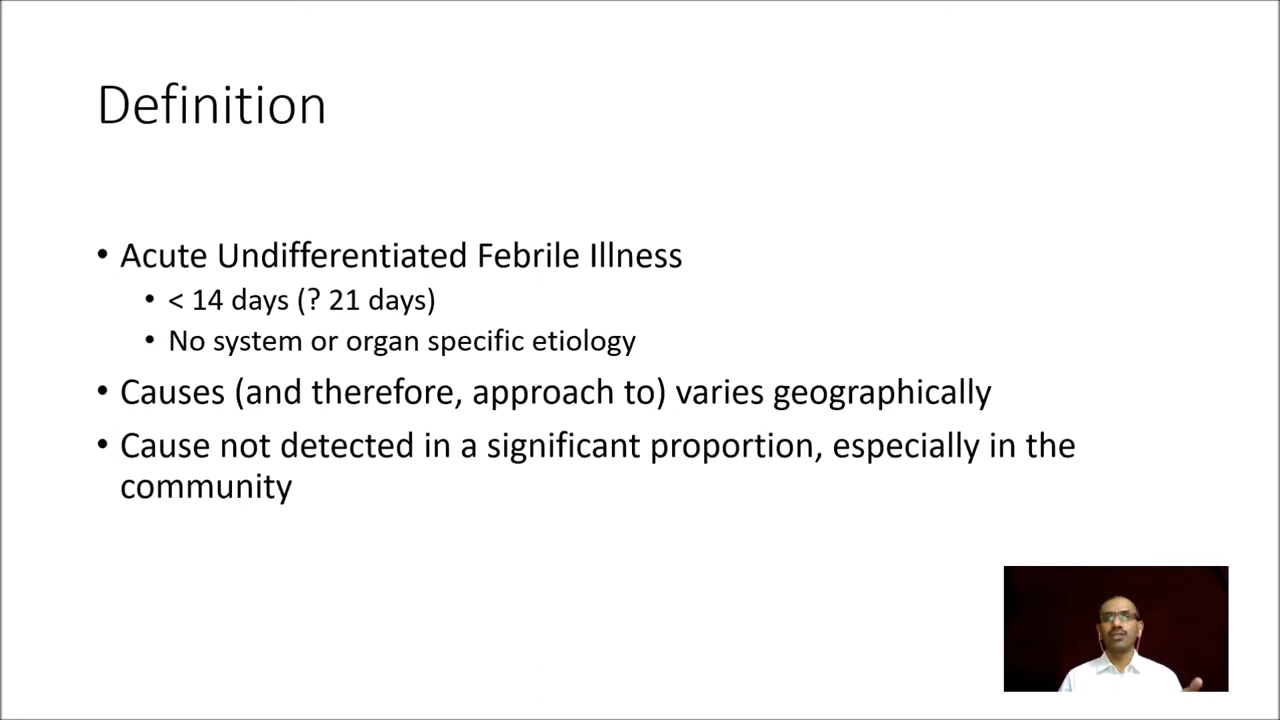 Definition
• Acute Undifferentiated Febrile Illness
• < 14 days (? 21 days)
• No system or organ specific etiology
• Causes (and therefore, approach to) varies geographically
• Cause not detected in a significant proportion, especially in the
community